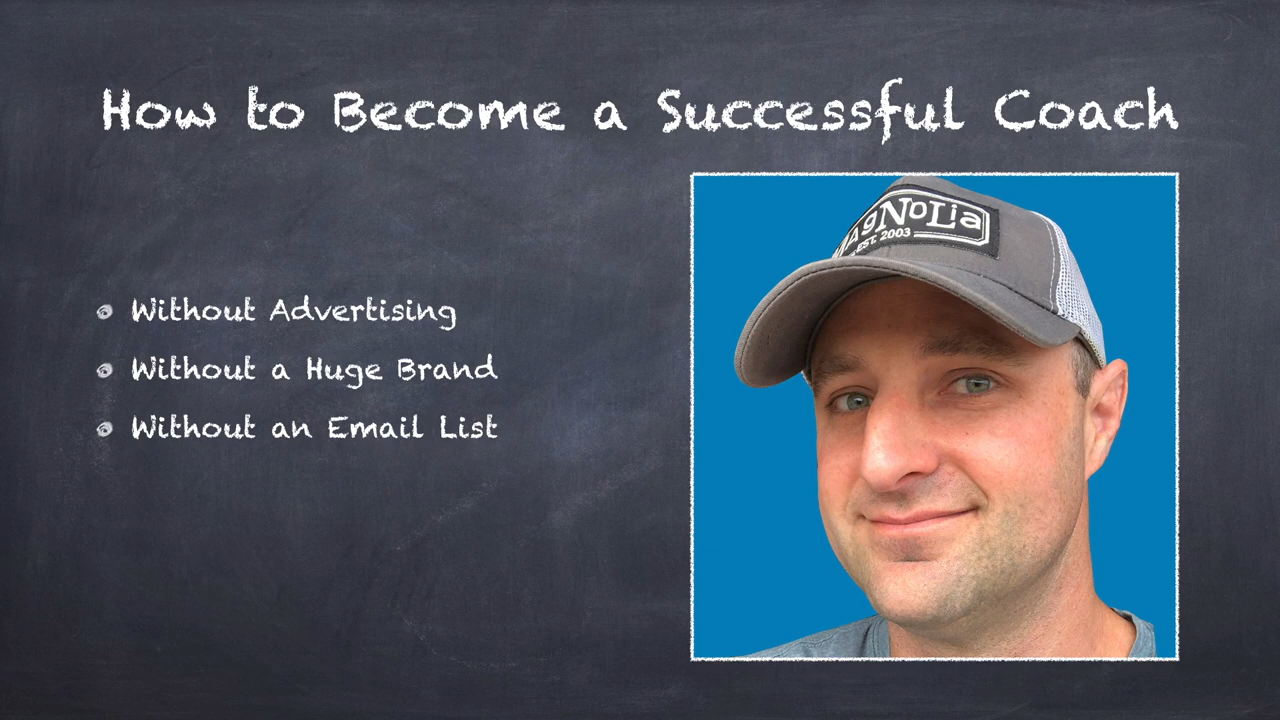 How to Become a Successful Coach
Without Advertising
Without a Huge Brand
Without an Email List
MAgNoLia
EST. 2003